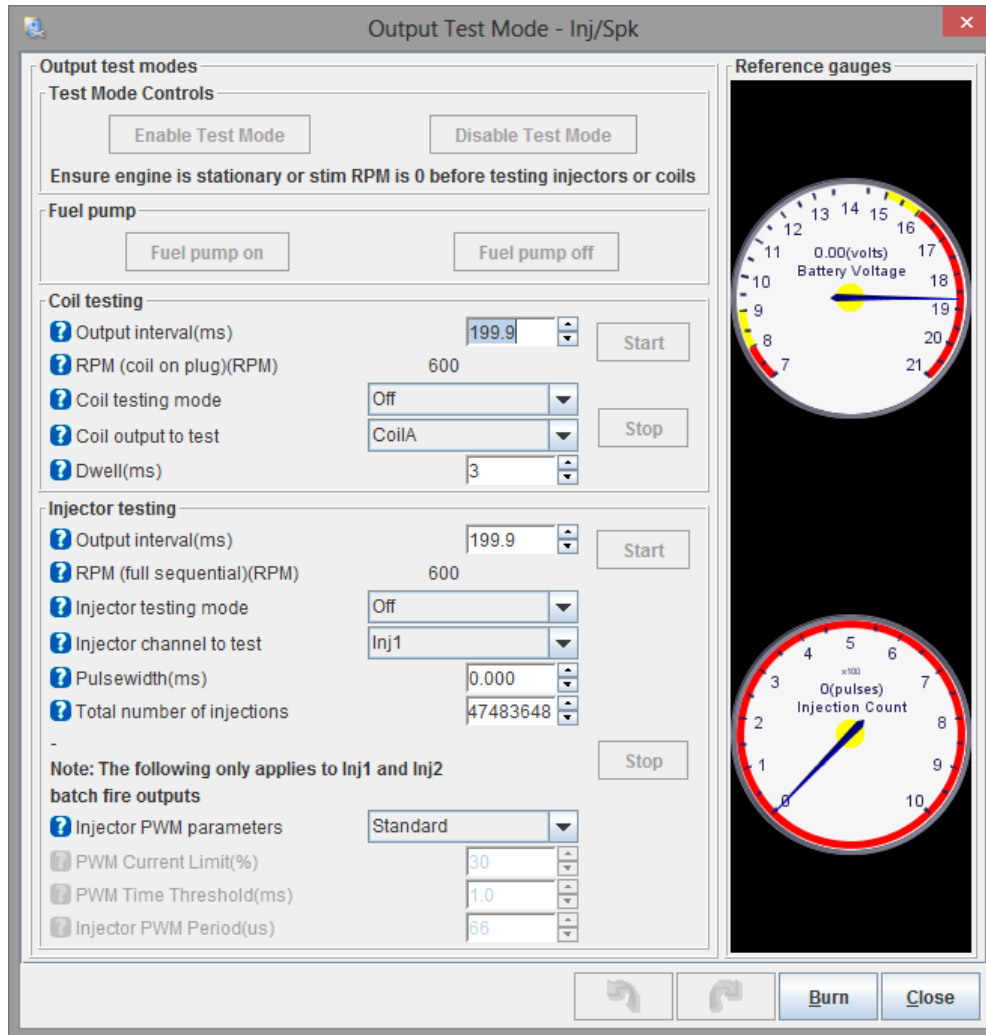 Output Test Mode - Inj/Spk
Output test modes
Test Mode Controls
Enable Test Mode
Disable Test Mode
Ensure engine is stationary or stim RPM is 0 before testing injectors or coils
Fuel pump
Fuel pump on
Fuel pump off
Coil testing
Output interval(ms) 199.9
Start
RPM (coil on plug)(RPM) 600
Coil testing mode Off
Coil output to test CoilA
Stop
Dwell(ms) 3
Injector testing
Output interval(ms) 199.9
Start
RPM (full sequential)(RPM) 600
Injector testing mode Off
Injector channel to test Inj1
Pulsewidth(ms) 0.000
Total number of injections 47483648
-
Stop
Note: The following only applies to Inj1 and Inj2
batch fire outputs
Injector PWM parameters Standard
PWM Current Limit(%) 30
PWM Time Threshold(ms) 1.0
Injector PWM Period(us) 66
Reference gauges
7 8 9 10 11 12 13 14 15 16 17 18 19 20 21
0.00(volts)
Battery Voltage
0 1 2 3 4 5 6 7 8 9 10
x100
0(pulses)
Injection Count
Burn
Close